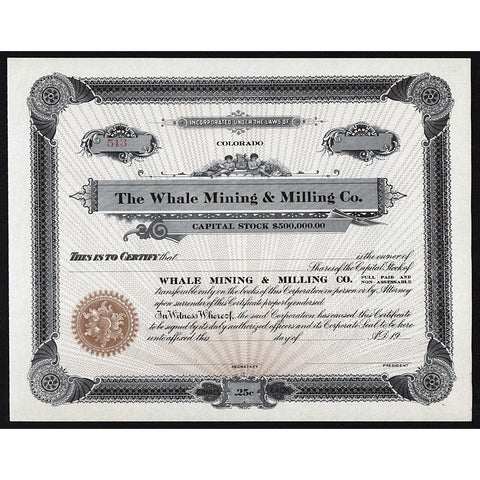 INCORPORATED UNDER THE LAWS OF
COLORADO
513
The Whale Mining & Milling Co.
CAPITAL STOCK $500,000.00
THIS IS TO CERTIFY that is the owner of
Shares of the Capital Stock of
WHALE MINING & MILLING CO. FULL PAID AND NON ASSESSABLE
transferable only on the books of this Corporation in person or by Attorney
upon surrender of this Certificate properly endorsed.
In Witness Whereof, the said Corporation has caused this Certificate
to be signed by its duly authorized officers and its Corporate Seal to be here
unto affixed this day of A.D. 19
SECRETARY PRESIDENT
25c